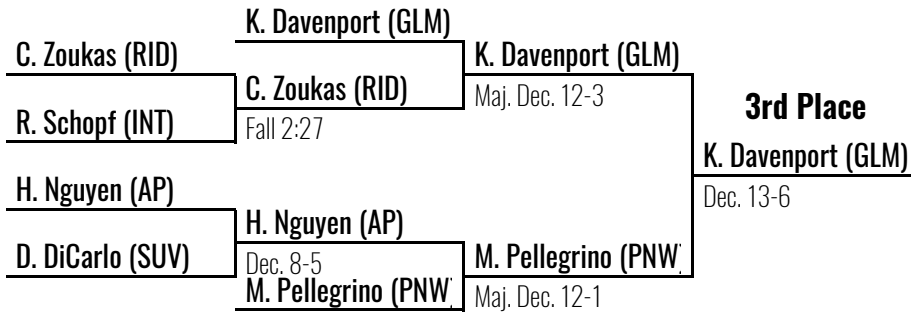 K. Davenport (GLM)
C. Zoukas (RID)
K. Davenport (GLM)
C. Zoukas (RID)
Maj. Dec. 12-3
3rd Place
R. Schopf (INT)
Fall 2:27
K. Davenport (GLM)
H. Nguyen (AP)
Dec. 13-6
H. Nguyen (AP)
D. DiCarlo (SUV)
Dec. 8-5
M. Pellegrino (PNW)
M. Pellegrino (PNW
Maj. Dec. 12-1